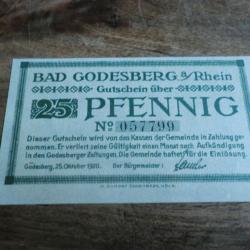 BAD GODESBERG a/Rhein
Gutschein über
25 PFENNIG
No 057799
Dieser Gutschein wird von den Kassen der Gemeinde in Zahlung ge-
nommen. Er verliert seine Gültigkeit einen Monat nach Aufkündigung
in den Godesberger Zeitungen. Die Gemeinde haftet für die Einlösung.
Godesberg, 25. Oktober 1920. Der Bürgermeister: